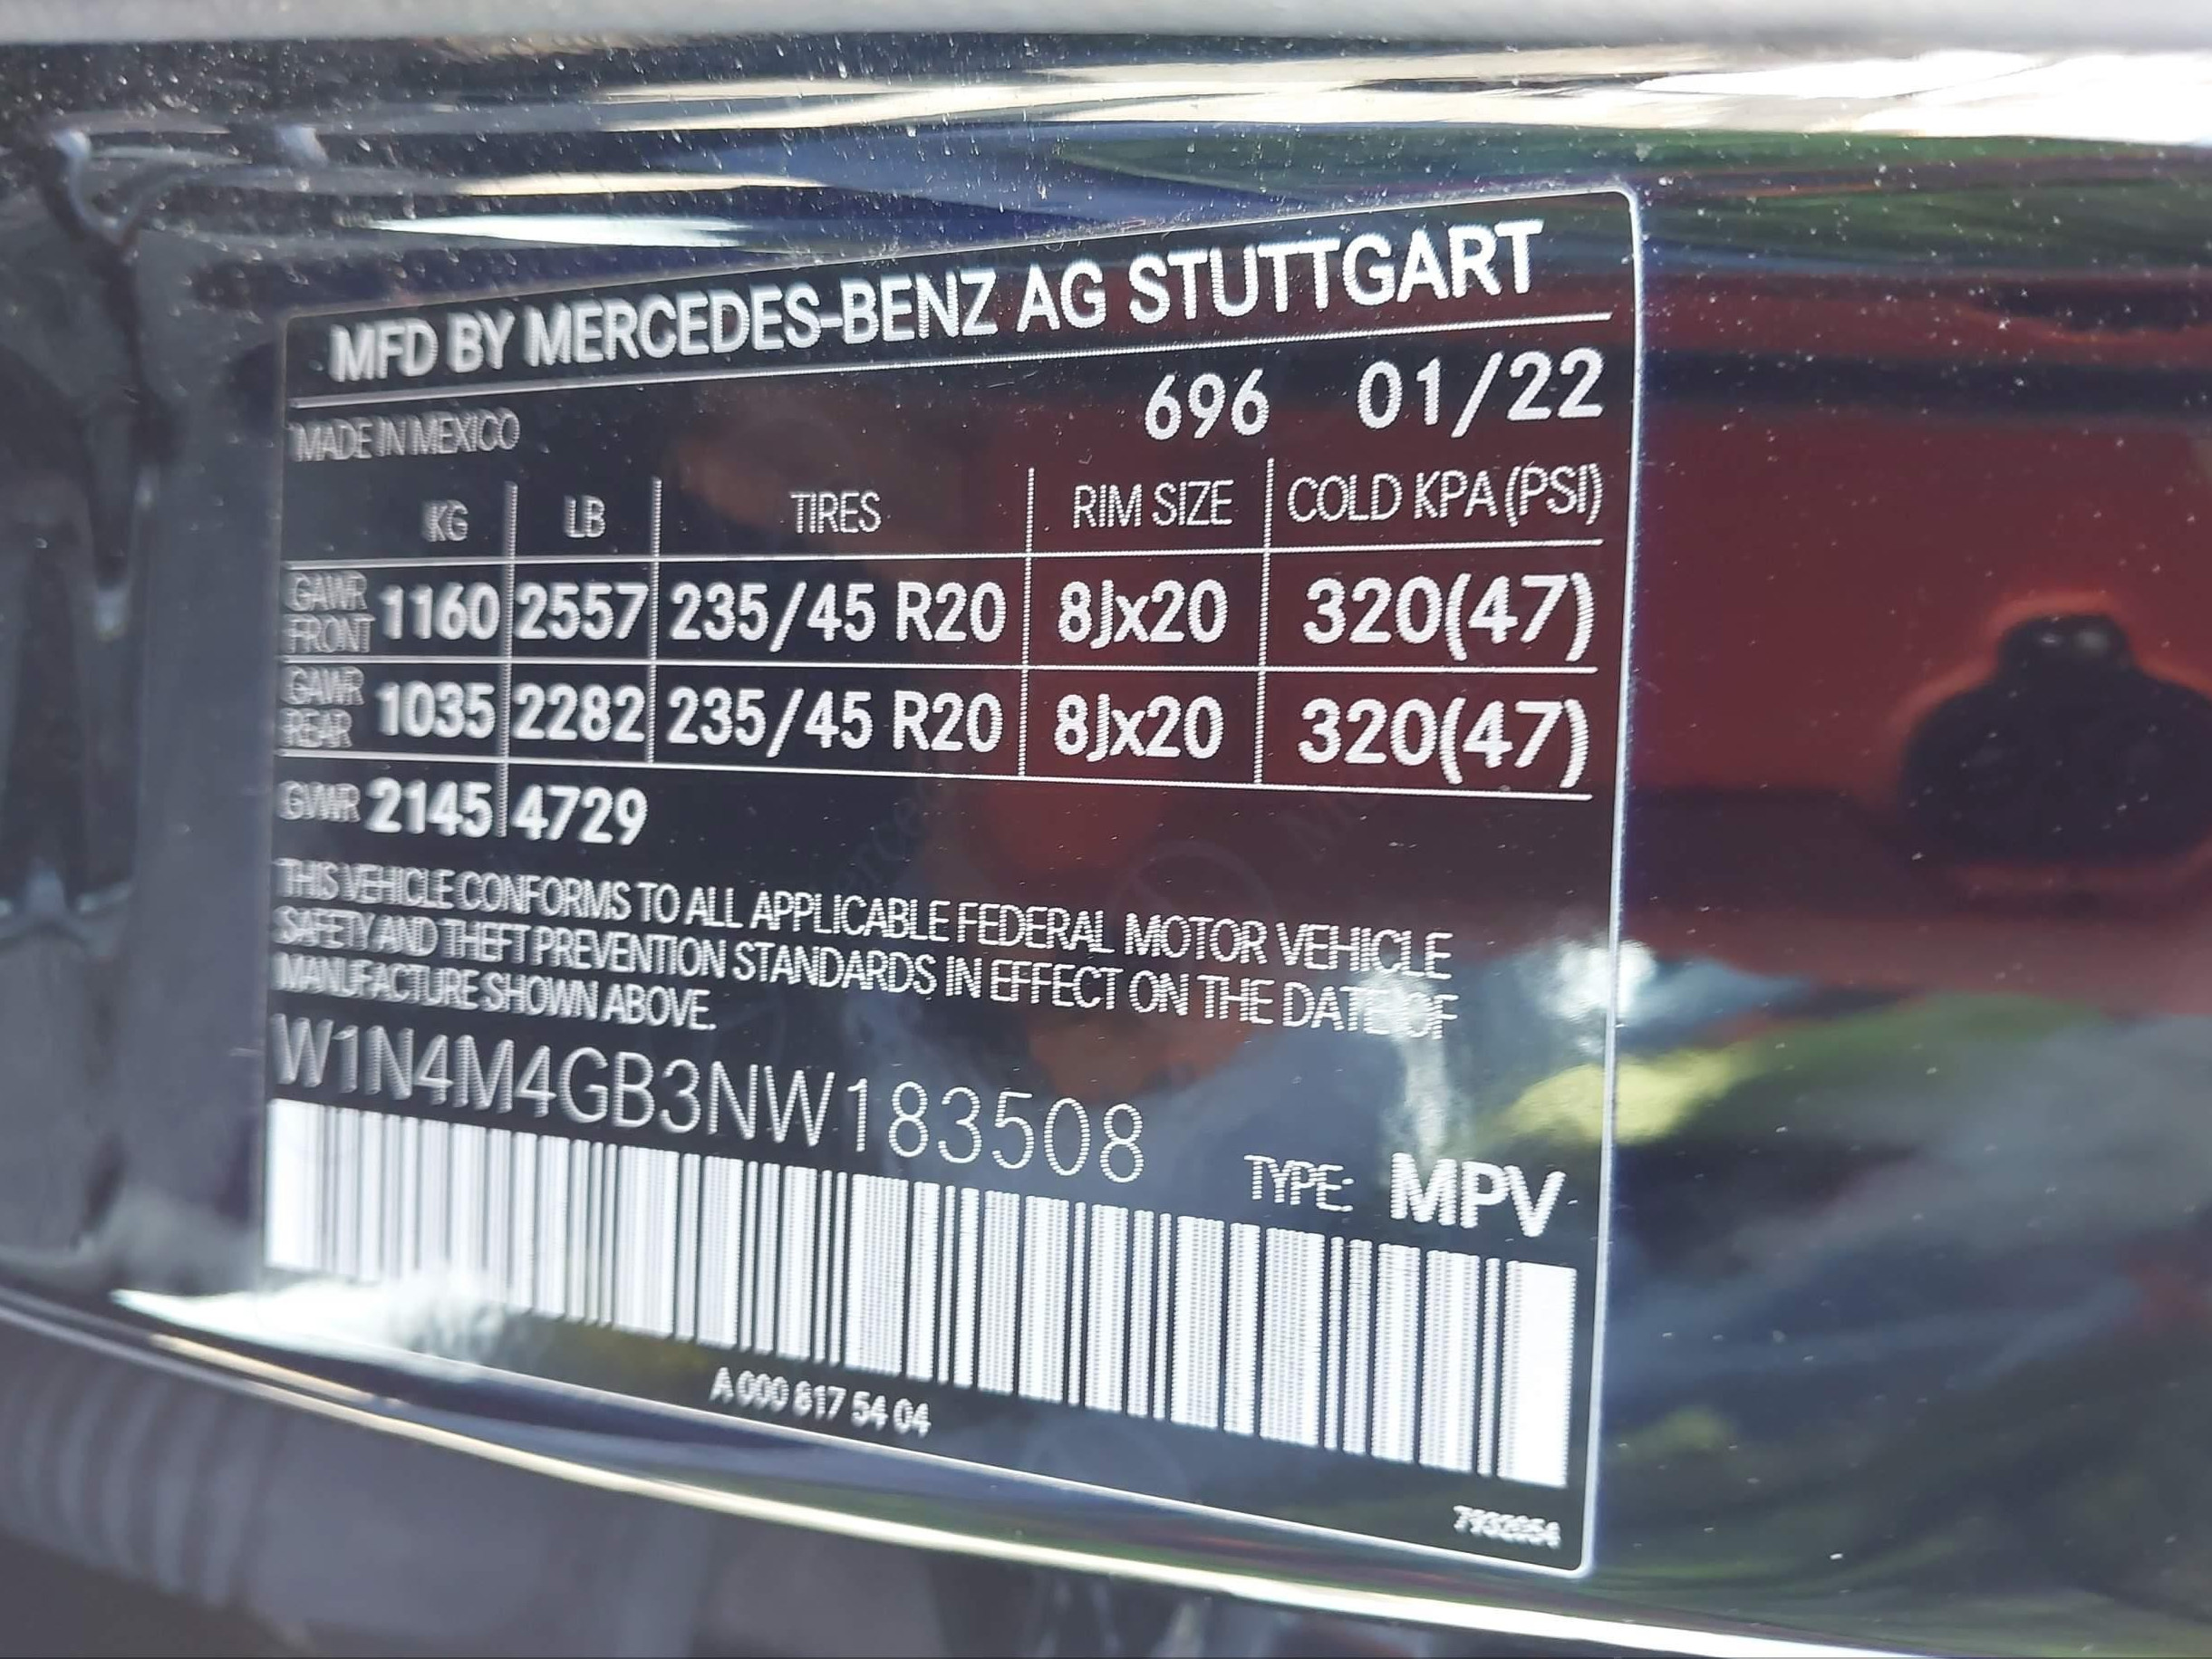 MFD BY MERCEDES-BENZ AG STUTTGART
MADE IN MEXICO 696 01/22
KG LB TIRES RIM SIZE COLD KPA (PSI)
GAWR FRONT 1160 2557 235/45 R20 8Jx20 320(47)
GAWR REAR 1035 2282 235/45 R20 8Jx20 320(47)
GVWR 2145 4729
THIS VEHICLE CONFORMS TO ALL APPLICABLE FEDERAL MOTOR VEHICLE
SAFETY AND THEFT PREVENTION STANDARDS IN EFFECT ON THE DATE OF
MANUFACTURE SHOWN ABOVE.
W1N4M4GB3NW183508
TYPE: MPV
A 000 817 54 04